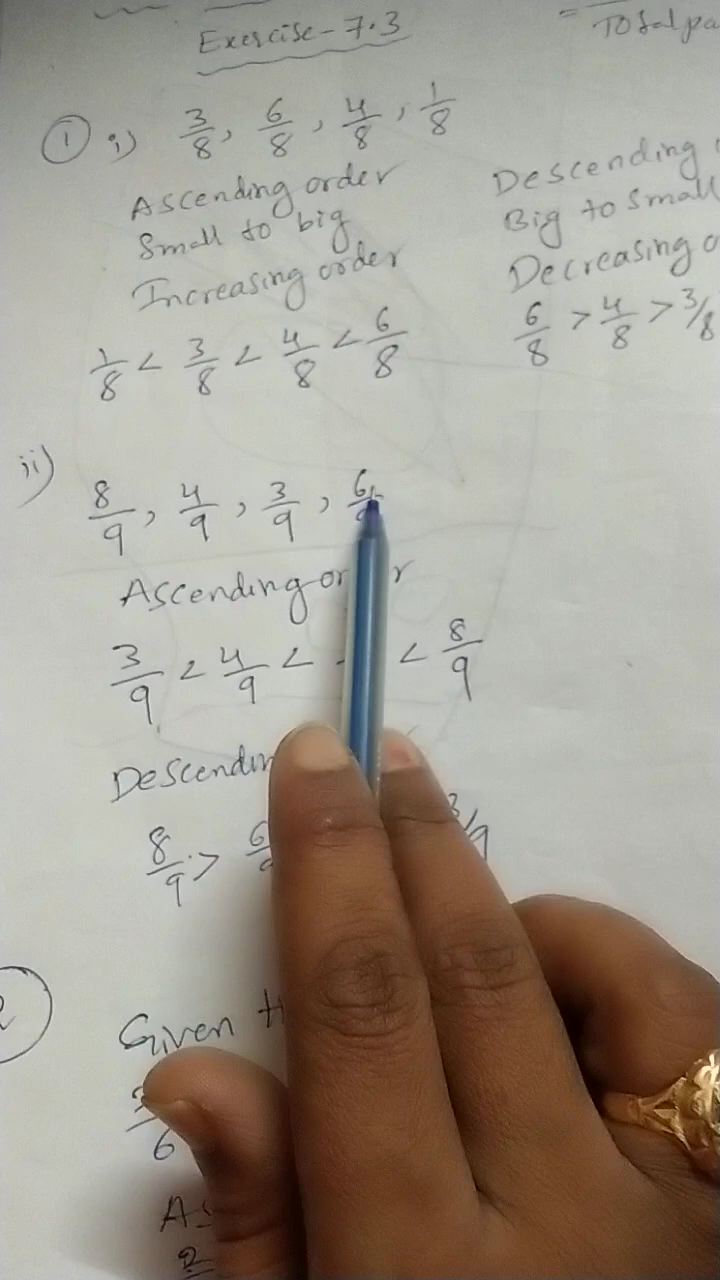 Exercise-7.3
Total pa
① i) 3/8, 6/8, 4/8, 1/8
Ascending order
Small to big
Increasing order
1/8 < 3/8 < 4/8 < 6/8
Descending
Big to Small
Decreasing
6/8 > 4/8 > 3/8
ii)
8/9, 4/9, 3/9, 6
Ascending or r
3/9 < 4/9 < < 8/9
Descendin
8/9 > 6 3/9
Given
6
As